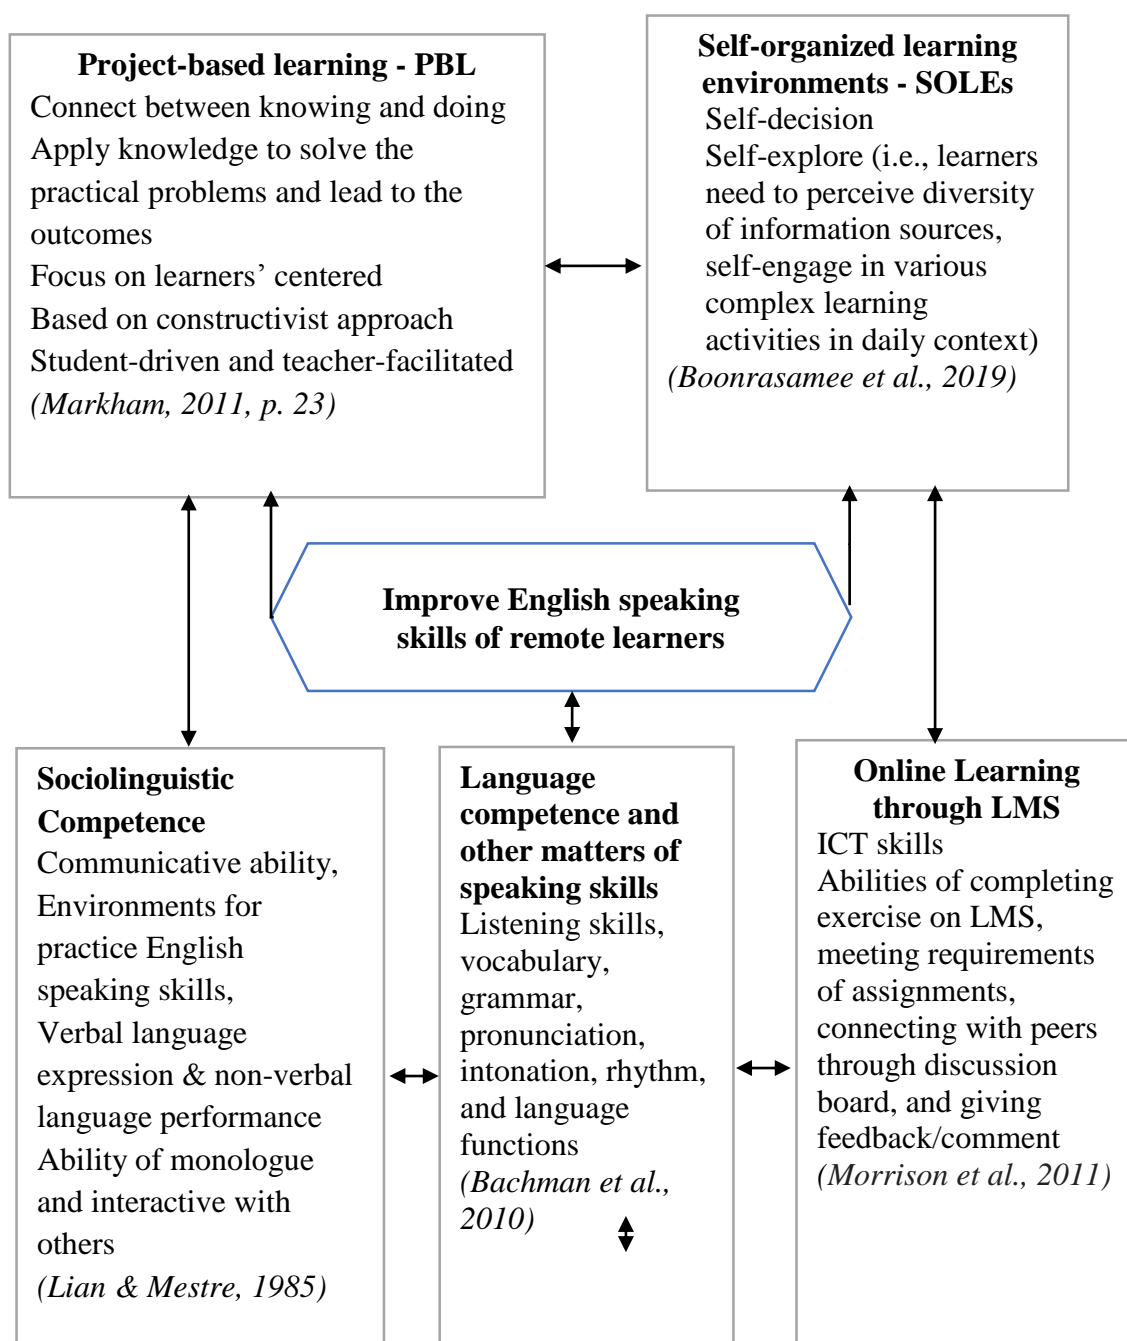 Project-based learning - PBL
Connect between knowing and doing
Apply knowledge to solve the
practical problems and lead to the
outcomes
Focus on learners’ centered
Based on constructivist approach
Student-driven and teacher-facilitated
(Markham, 2011, p. 23)
Self-organized learning
environments - SOLEs
Self-decision
Self-explore (i.e., learners
need to perceive diversity
of information sources,
self-engage in various
complex learning
activities in daily context)
(Boonrasamee et al., 2019)
Improve English speaking
skills of remote learners
Sociolinguistic
Competence
Communicative ability,
Environments for
practice English
speaking skills,
Verbal language
expression & non-verbal
language performance
Ability of monologue
and interactive with
others
(Lian & Mestre, 1985)
Language
competence and
other matters of
speaking skills
Listening skills,
vocabulary,
grammar,
pronunciation,
intonation, rhythm,
and language
functions
(Bachman et al.,
2010)
Online Learning
through LMS
ICT skills
Abilities of completing
exercise on LMS,
meeting requirements
of assignments,
connecting with peers
through discussion
board, and giving
feedback/comment
(Morrison et al., 2011)